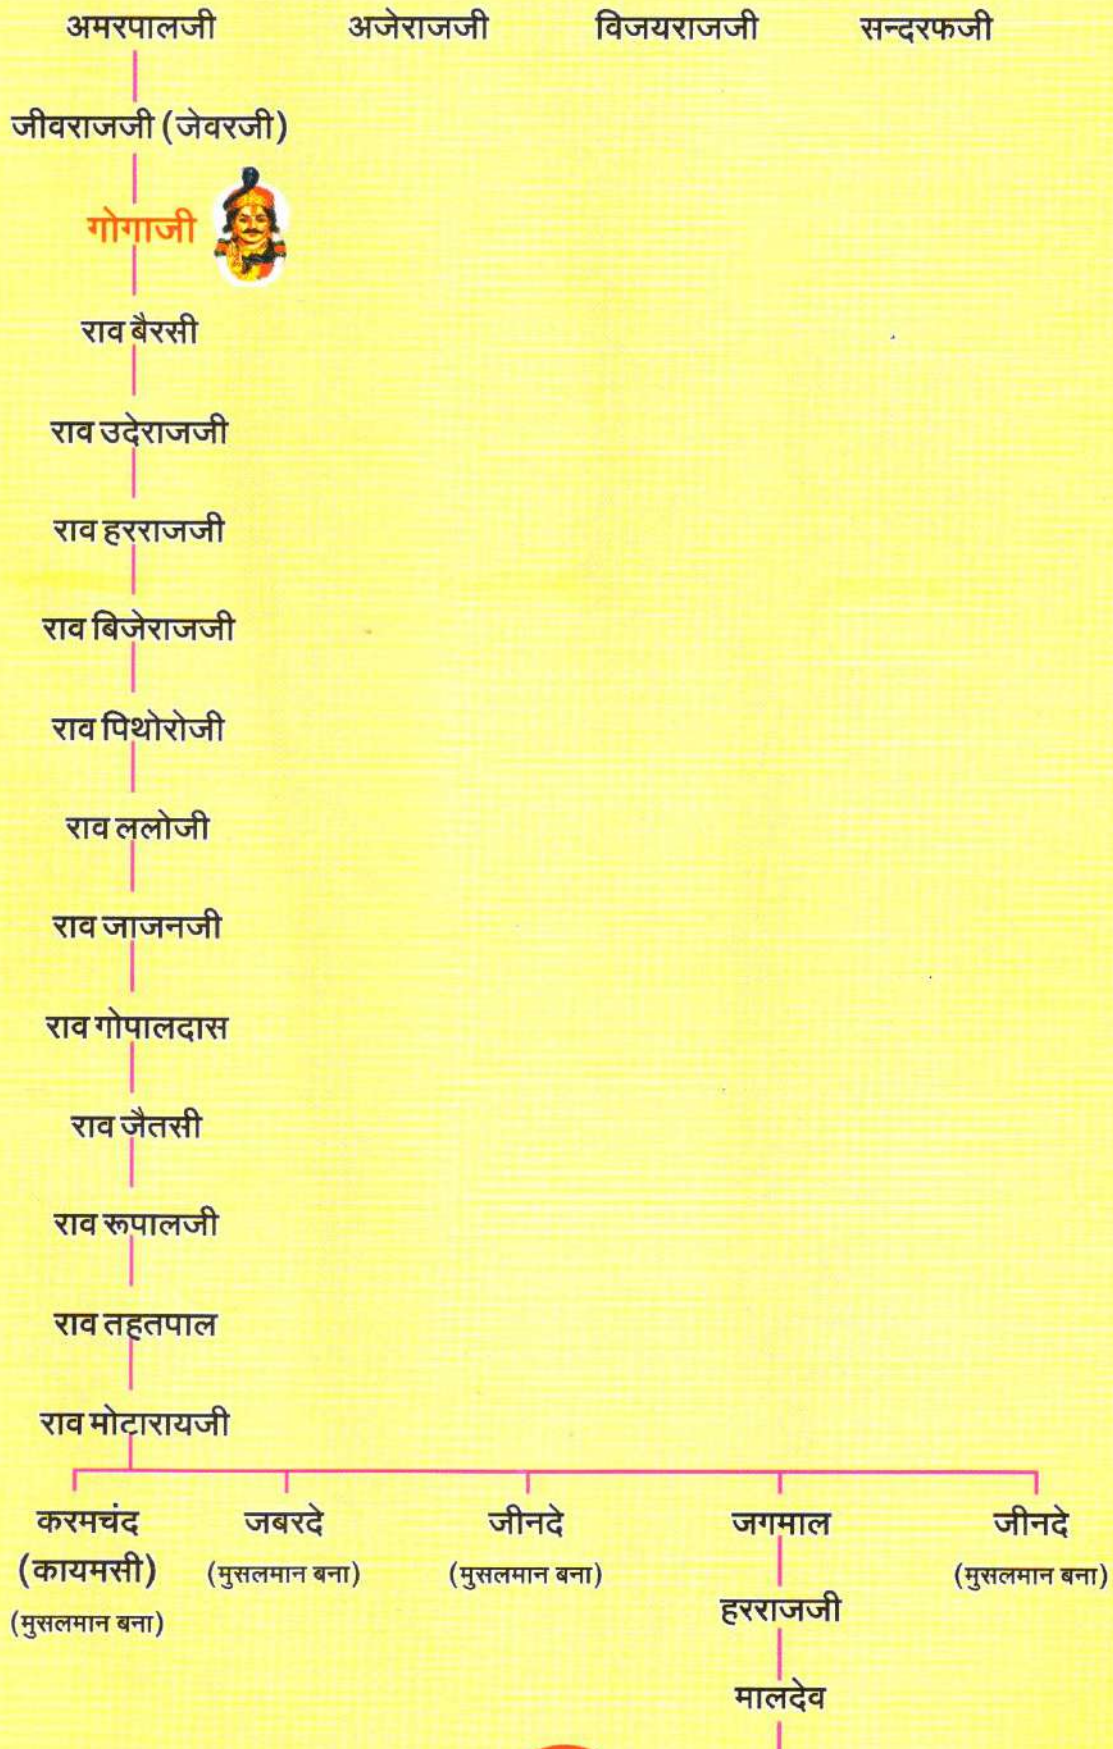 अमरपालजी अजेराजजी विजयराजजी सन्दरफजी
जीवराजजी (जेवरजी)
गोगाजी
राव बैरसी
राव उदेराजजी
राव हरराजजी
राव बिजेराजजी
राव पिथोरोजी
राव ललोजी
राव जाजनजी
राव गोपालदास
राव जैतसी
राव रूपालजी
राव तहतपाल
राव मोटारायजी
करमचंद जबरदे जीनदे जगमाल जीनदे
(कायमसी) (मुसलमान बना) (मुसलमान बना) (मुसलमान बना)
(मुसलमान बना) हरराजजी
मालदेव